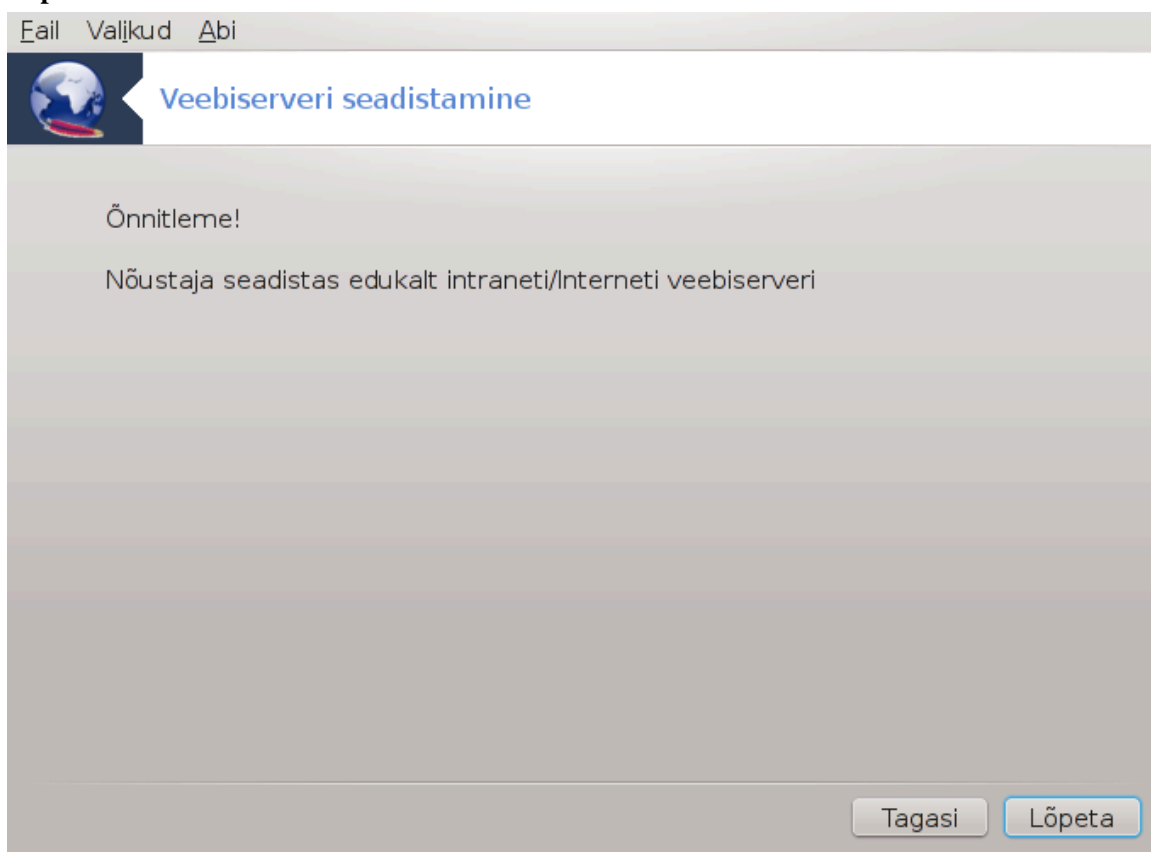 Fail Valikud Abi
Veebiserveri seadistamine
Õnnitleme!
Nõustaja seadistas edukalt intraneti/Interneti veebiserveri
Tagasi Lõpeta